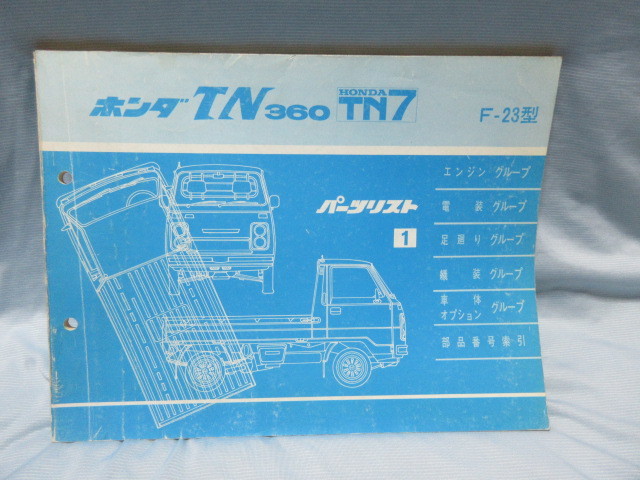 ホンダ TN360 HONDA TN7 F-23型
パーツリスト
1
エンジン グループ
電装 グループ
足廻り グループ
艤装 グループ
車体 オプション グループ
部品番号索引